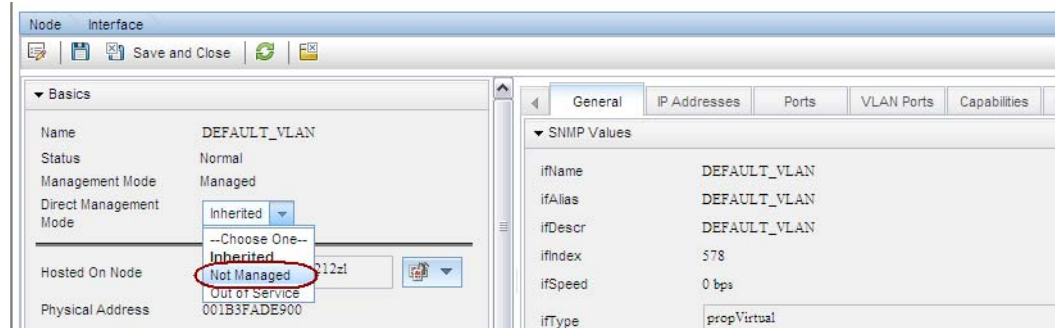 Node Interface
Save and Close
Basics
Name DEFAULT_VLAN
Status Normal
Management Mode Managed
Direct Management
Mode
Inherited
--Choose One--
Inherited
Not Managed
Out of Service
Hosted On Node 212zl
Physical Address 001B3FADE900
General IP Addresses Ports VLAN Ports Capabilities
SNMP Values
ifName DEFAULT_VLAN
ifAlias DEFAULT_VLAN
ifDescr DEFAULT_VLAN
ifIndex 578
ifSpeed 0 bps
ifType propVirtual